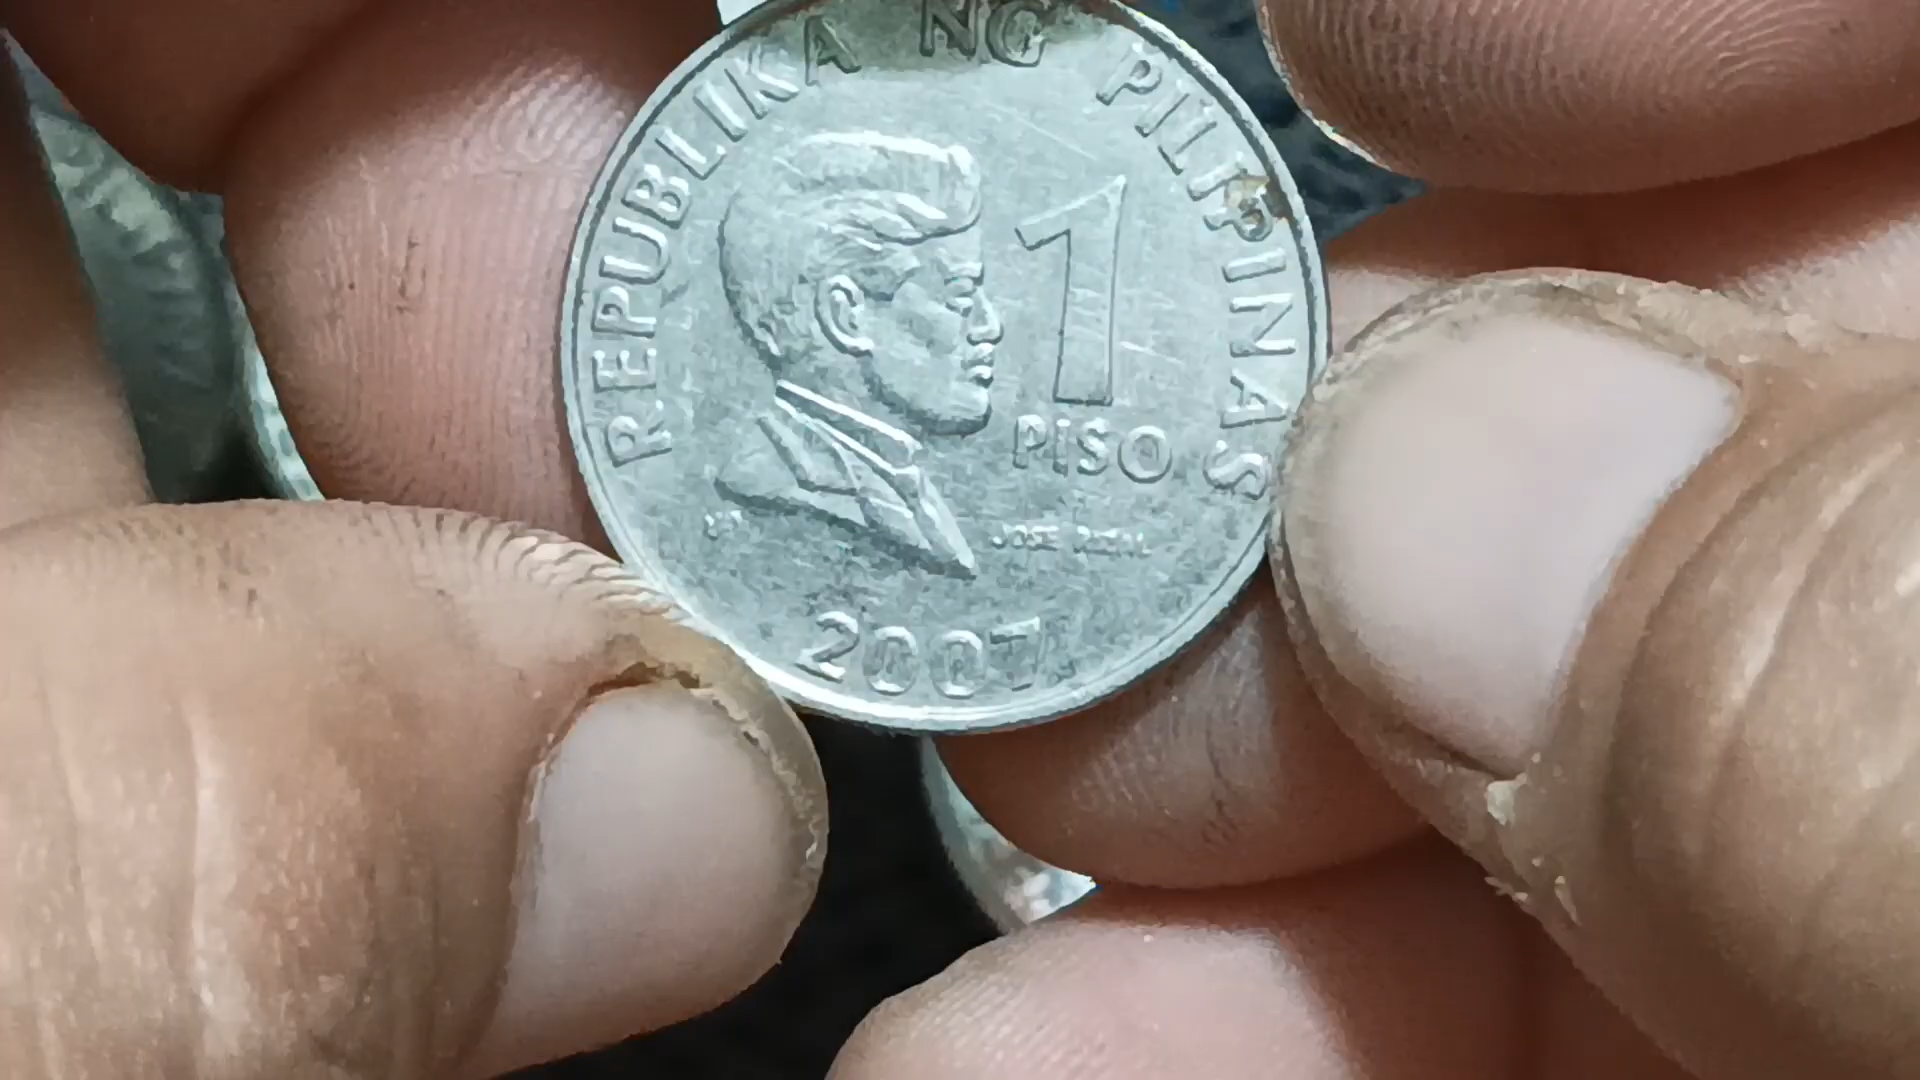 REPUBLIKA NG PILIPINAS
1
PISO
JOSE RIZAL
2007